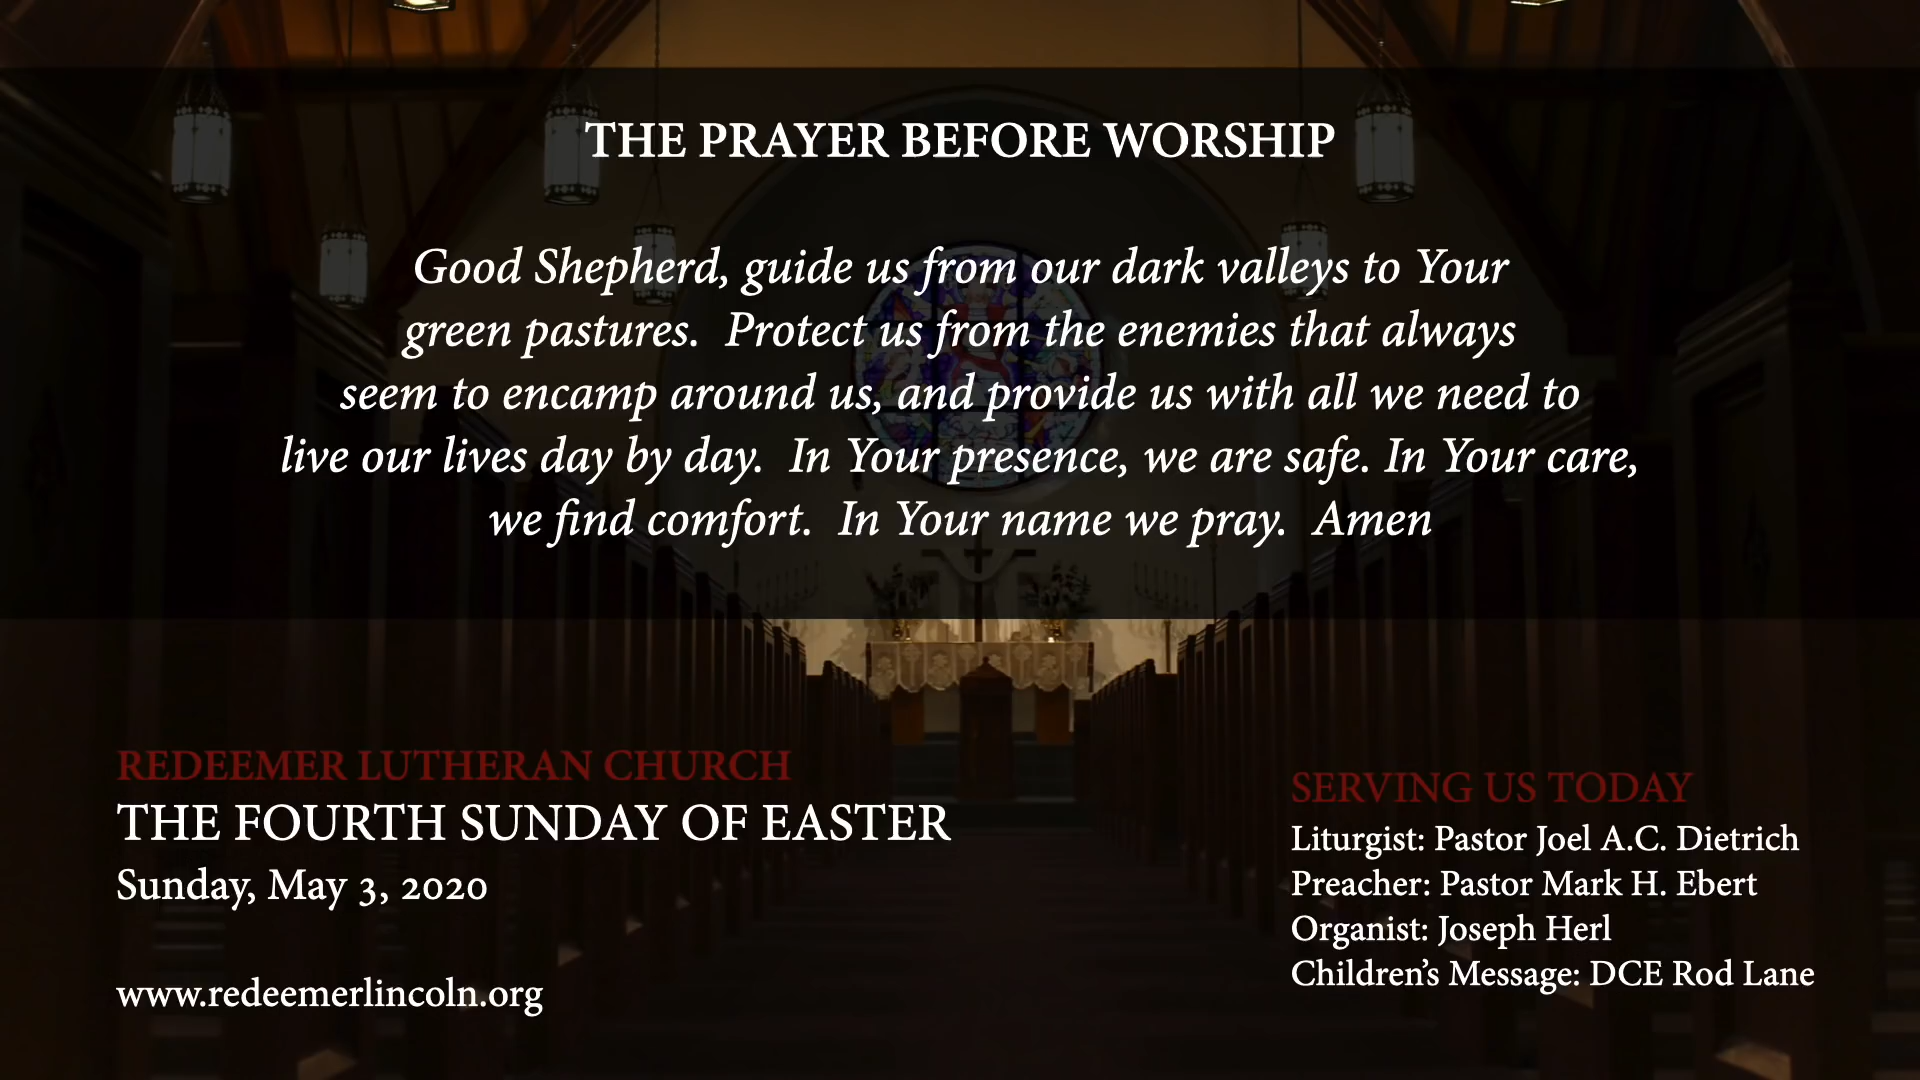 THE PRAYER BEFORE WORSHIP
Good Shepherd, guide us from our dark valleys to Your
green pastures.  Protect us from the enemies that always
seem to encamp around us, and provide us with all we need to
live our lives day by day.  In Your presence, we are safe. In Your care,
we find comfort.  In Your name we pray.  Amen
REDEEMER LUTHERAN CHURCH
THE FOURTH SUNDAY OF EASTER
Sunday, May 3, 2020
www.redeemerlincoln.org
SERVING US TODAY
Liturgist: Pastor Joel A.C. Dietrich
Preacher: Pastor Mark H. Ebert
Organist: Joseph Herl
Children’s Message: DCE Rod Lane